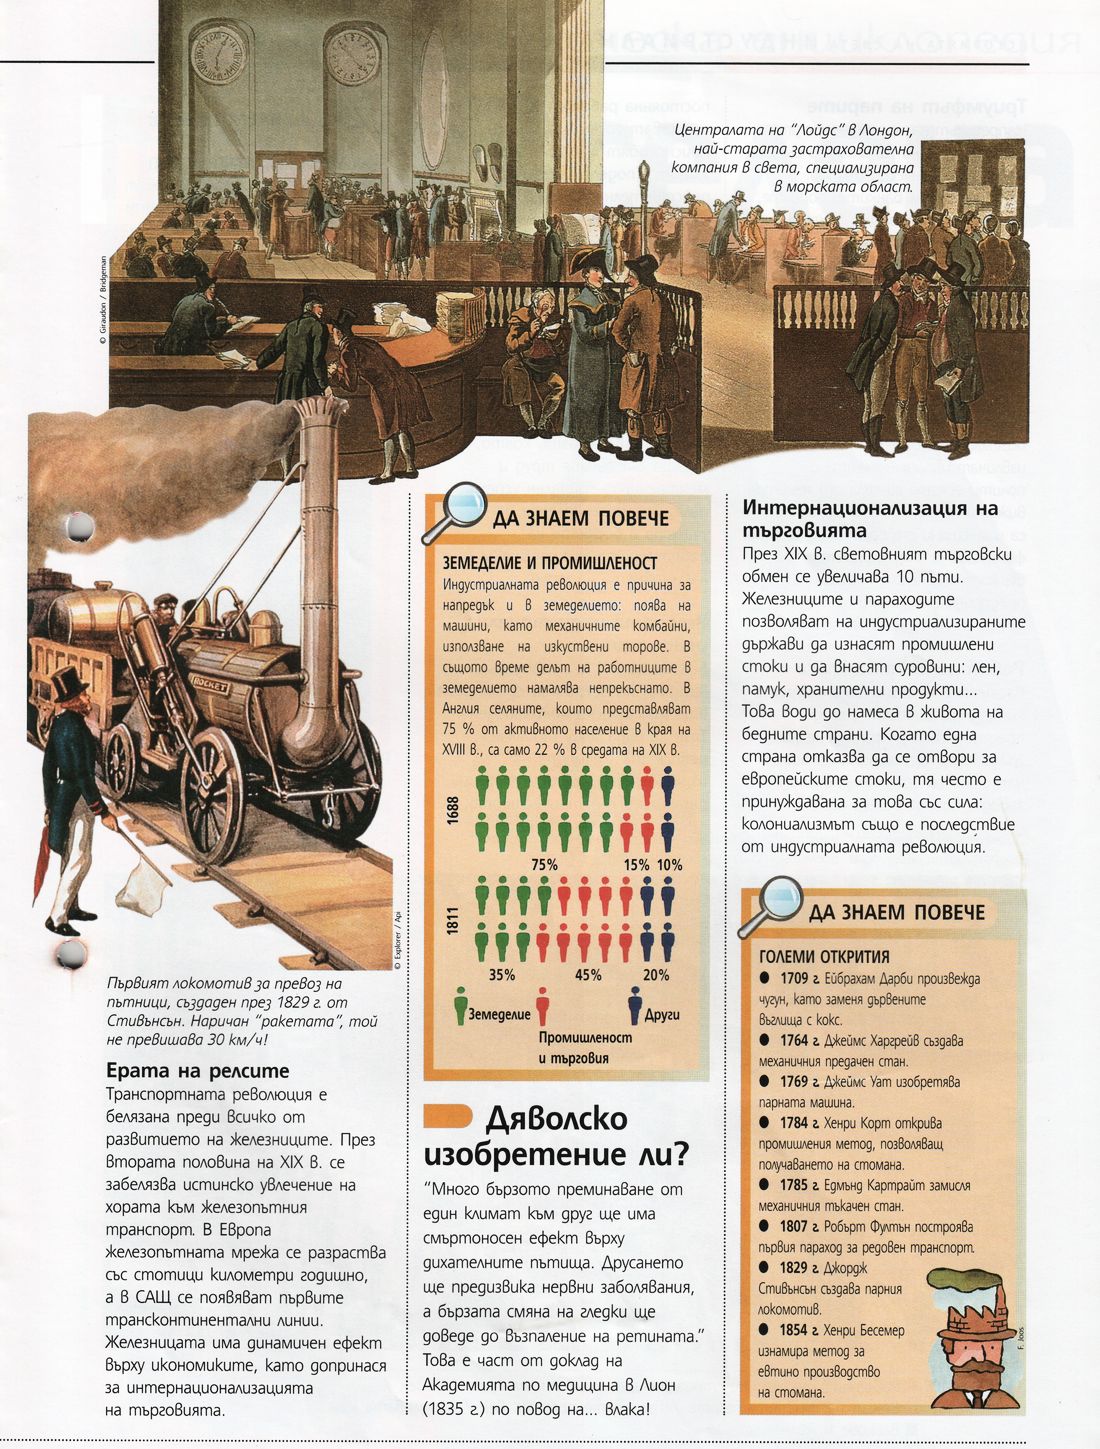 Централата на “Лойдс” в Лондон,
най-старата застрахователна
компания в света, специализирана
в морската област.
© Giraudon / Bridgeman
ROCKET
© Explorer / Api
Първият локомотив за превоз на
пътници, създаден през 1829 г. от
Стивънсън. Наричан “ракетата”, той
не превишава 30 км/ч!
Ерата на релсите
Транспортната революция е
белязана преди всичко от
развитието на железниците. През
втората половина на XIX в. се
забелязва истинско увлечение на
хората към железопътния
транспорт. В Европа
железопътната мрежа се разраства
със стотици километри годишно,
а в САЩ се появяват първите
трансконтинентални линии.
Железницата има динамичен ефект
върху икономиките, като допринася
за интернационализацията
на търговията.
ДА ЗНАЕМ ПОВЕЧЕ
ЗЕМЕДЕЛИЕ И ПРОМИШЛЕНОСТ
Индустриалната революция е причина за
напредък и в земеделието: поява на
машини, като механичните комбайни,
използване на изкуствени торове. В
същото време делът на работниците в
земеделието намалява непрекъснато. В
Англия селяните, които представляват
75 % от активното население в края на
XVIII в., са само 22 % в средата на XIX в.
1688
75% 15% 10%
1811
35% 45% 20%
Земеделие
Промишленост
и търговия
Други
Дяволско
изобретение ли?
“Много бързото преминаване от
един климат към друг ще има
смъртоносен ефект върху
дихателните пътища. Друсането
ще предизвика нервни заболявания,
а бързата смяна на гледки ще
доведе до възпаление на ретината.”
Това е част от доклад на
Академията по медицина в Лион
(1835 г.) по повод на... влака!
Интернационализация на
търговията
През XIX в. световният търговски
обмен се увеличава 10 пъти.
Железниците и параходите
позволяват на индустриализираните
държави да изнасят промишлени
стоки и да внасят суровини: лен,
памук, хранителни продукти...
Това води до намеса в живота на
бедните страни. Когато една
страна отказва да се отвори за
европейските стоки, тя често е
принуждавана за това със сила:
колониализмът също е последствие
от индустриалната революция.
ДА ЗНАЕМ ПОВЕЧЕ
ГОЛЕМИ ОТКРИТИЯ
● 1709 г. Ейбрахам Дарби произвежда
чугун, като заменя дървените
въглища с кокс.
● 1764 г. Джеймс Харгрейв създава
механичния предачен стан.
● 1769 г. Джеймс Уат изобретява
парната машина.
● 1784 г. Хенри Корт открива
промишления метод, позволяващ
получаването на стомана.
● 1785 г. Едмънд Картрайт замисля
механичния тъкачен стан.
● 1807 г. Робърт Фултън построява
първия параход за редовен транспорт.
● 1829 г. Джордж
Стивънсън създава парния
локомотив.
● 1854 г. Хенри Бесемер
изнамира метод за
евтино производство
на стомана.
F. Joos